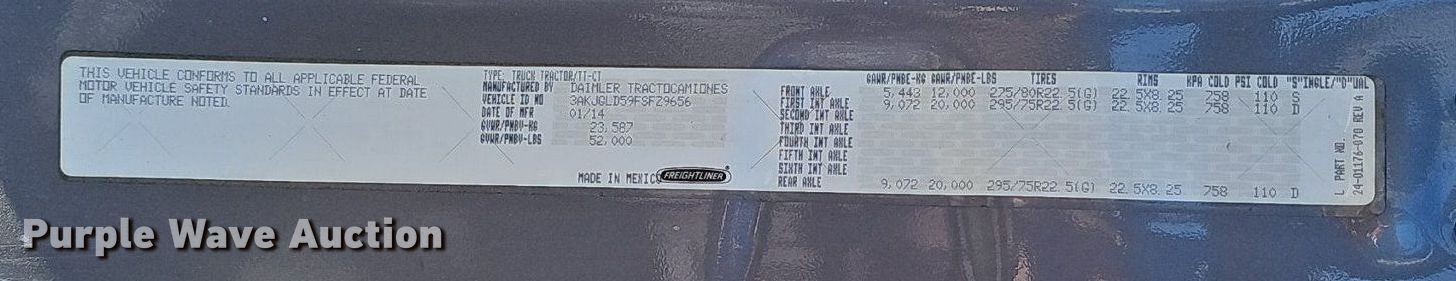 THIS VEHICLE CONFORMS TO ALL APPLICABLE FEDERAL
MOTOR VEHICLE SAFETY STANDARDS IN EFFECT AT DATE
OF MANUFACTURE NOTED.
TYPE: TRUCK TRACTOR/TT-CT
MANUFACTURED BY DAIMLER TRACTOCAMIONES
VEHICLE ID NO 3AKJGLD59FSFZ9656
DATE OF MFR 01/14
GVWR/PNBV-KG 23,587
GVWR/PNBV-LBS 52,000
MADE IN MEXICO FREIGHTLINER
GAWR/PNBE-KG GAWR/PNBE-LBS TIRES RIMS KPA COLD PSI COLD "S"INGLE/"D"UAL
FRONT AXLE 5,443 12,000 275/80R22.5(G) 22.5X8.25 758 110 S
FIRST INT AXLE 9,072 20,000 295/75R22.5(G) 22.5X8.25 758 110 D
SECOND INT AXLE
THIRD INT AXLE
FOURTH INT AXLE
FIFTH INT AXLE
SIXTH INT AXLE
REAR AXLE 9,072 20,000 295/75R22.5(G) 22.5X8.25 758 110 D
L PART NO.
24-01176-070 REV A
Purple Wave Auction